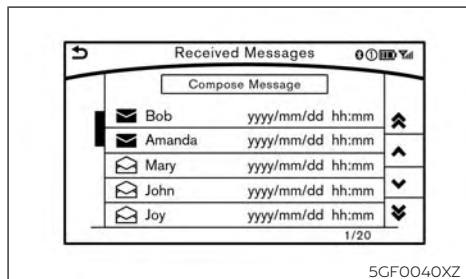 Received Messages
Compose Message
Bob yyyy/mm/dd hh:mm
Amanda yyyy/mm/dd hh:mm
Mary yyyy/mm/dd hh:mm
John yyyy/mm/dd hh:mm
Joy yyyy/mm/dd hh:mm
1/20
5GF0040XZ